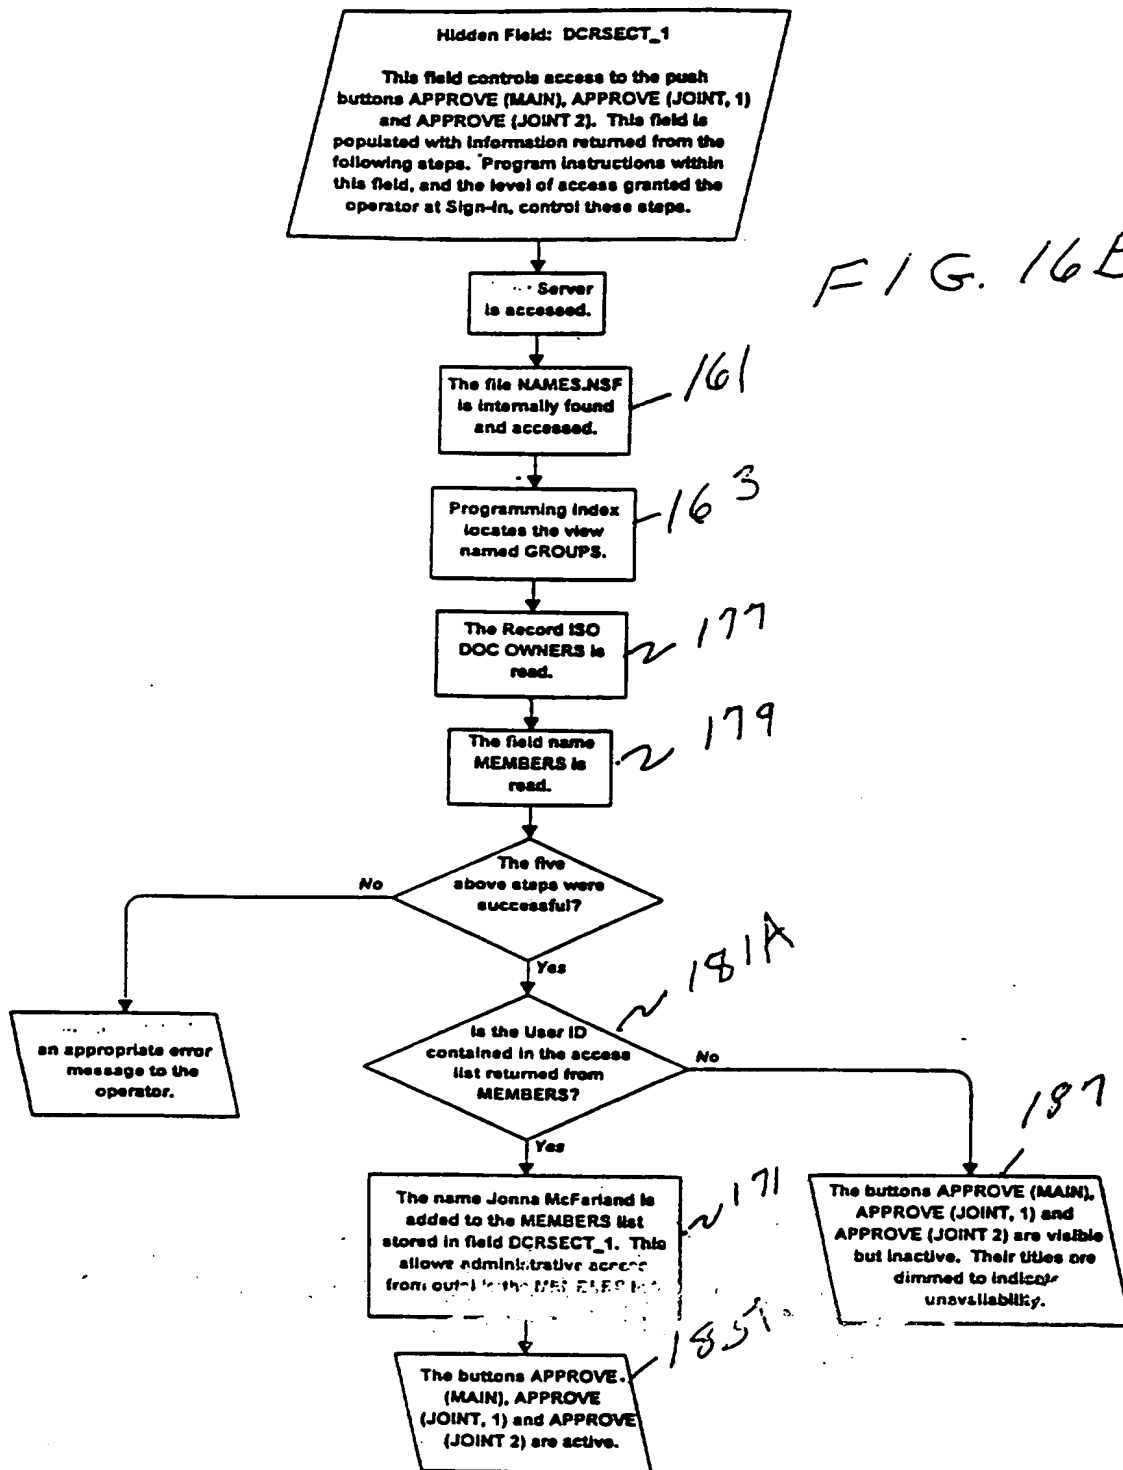 Hidden Field: DCRSECT_1
This field controls access to the push
buttons APPROVE (MAIN), APPROVE (JOINT, 1)
and APPROVE (JOINT 2). This field is
populated with information returned from the
following steps. Program instructions within
this field, and the level of access granted the
operator at Sign-in, control these steps.
FIG. 16B
Server
is accessed.
The file NAMES.NSF
is internally found
and accessed.
161
Programming Index
locates the view
named GROUPS.
163
The Record ISO
DOC OWNERS is
read.
177
The field name
MEMBERS is
read.
179
The five
above steps were
successful?
No
Yes
181A
an appropriate error
message to the
operator.
Is the User ID
contained in the access
list returned from
MEMBERS?
No
Yes
187
The name Jonna McFarland is
added to the MEMBERS list
stored in field DCRSECT_1. This
allows administrative access
from the
171
The buttons APPROVE (MAIN),
APPROVE (JOINT, 1) and
APPROVE (JOINT 2) are visible
but inactive. Their titles are
dimmed to indicate
unavailability.
The buttons APPROVE
(MAIN), APPROVE
(JOINT, 1) and APPROVE
(JOINT 2) are active.